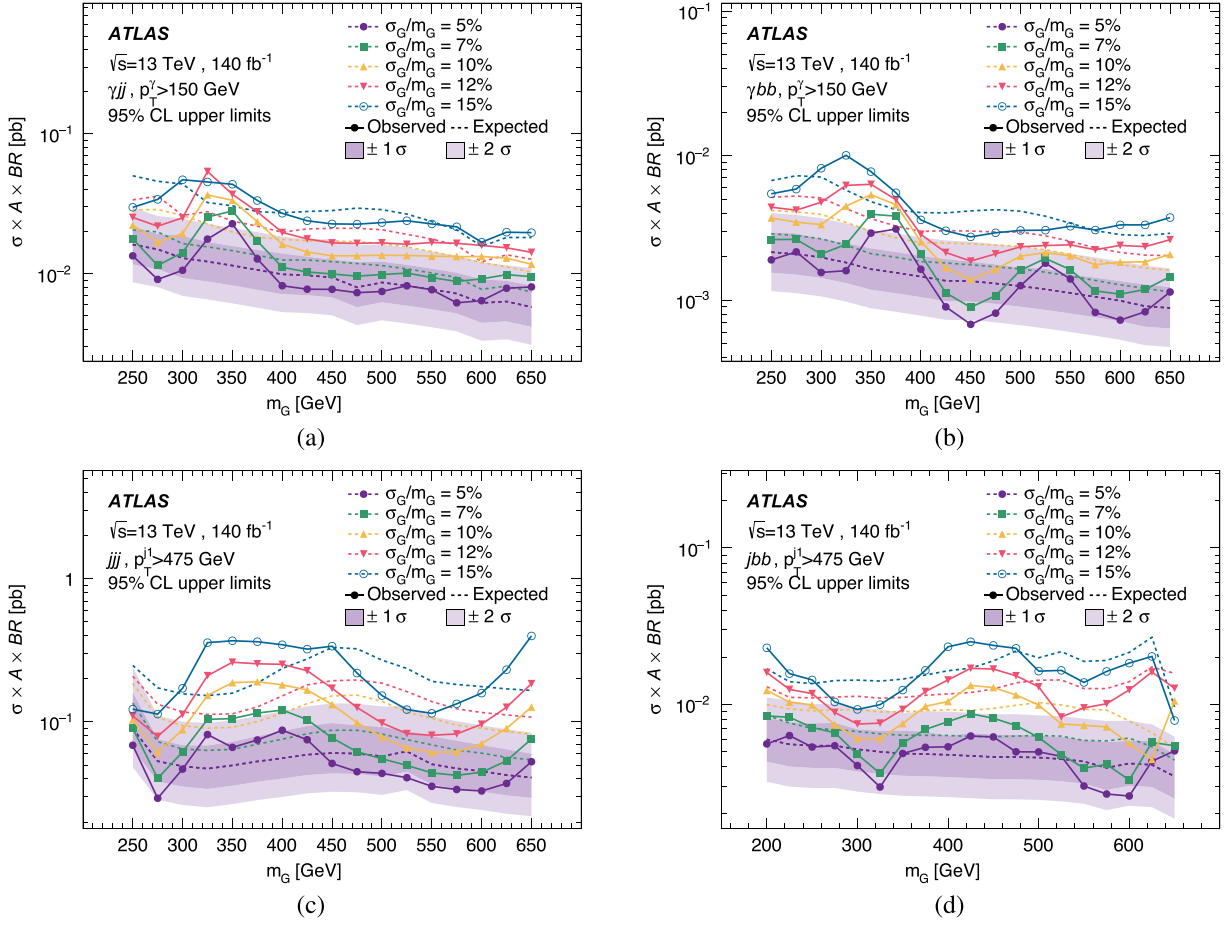 ATLAS
√s=13 TeV , 140 fb⁻¹
γjj , p_T^γ>150 GeV
95% CL upper limits
σ_G/m_G = 5%
σ_G/m_G = 7%
σ_G/m_G = 10%
σ_G/m_G = 12%
σ_G/m_G = 15%
Observed Expected
± 1 σ ± 2 σ
σ × A × BR [pb]
10⁻¹
10⁻²
250 300 350 400 450 500 550 600 650
m_G [GeV]
(a)
ATLAS
√s=13 TeV , 140 fb⁻¹
γbb , p_T^γ>150 GeV
95% CL upper limits
σ_G/m_G = 5%
σ_G/m_G = 7%
σ_G/m_G = 10%
σ_G/m_G = 12%
σ_G/m_G = 15%
Observed Expected
± 1 σ ± 2 σ
σ × A × BR [pb]
10⁻¹
10⁻²
10⁻³
250 300 350 400 450 500 550 600 650
m_G [GeV]
(b)
ATLAS
√s=13 TeV , 140 fb⁻¹
jjj , p_T^j1>475 GeV
95% CL upper limits
σ_G/m_G = 5%
σ_G/m_G = 7%
σ_G/m_G = 10%
σ_G/m_G = 12%
σ_G/m_G = 15%
Observed Expected
± 1 σ ± 2 σ
σ × A × BR [pb]
1
10⁻¹
250 300 350 400 450 500 550 600 650
m_G [GeV]
(c)
ATLAS
√s=13 TeV , 140 fb⁻¹
jbb , p_T^j1>475 GeV
95% CL upper limits
σ_G/m_G = 5%
σ_G/m_G = 7%
σ_G/m_G = 10%
σ_G/m_G = 12%
σ_G/m_G = 15%
Observed Expected
± 1 σ ± 2 σ
σ × A × BR [pb]
10⁻¹
10⁻²
200 300 400 500 600
m_G [GeV]
(d)